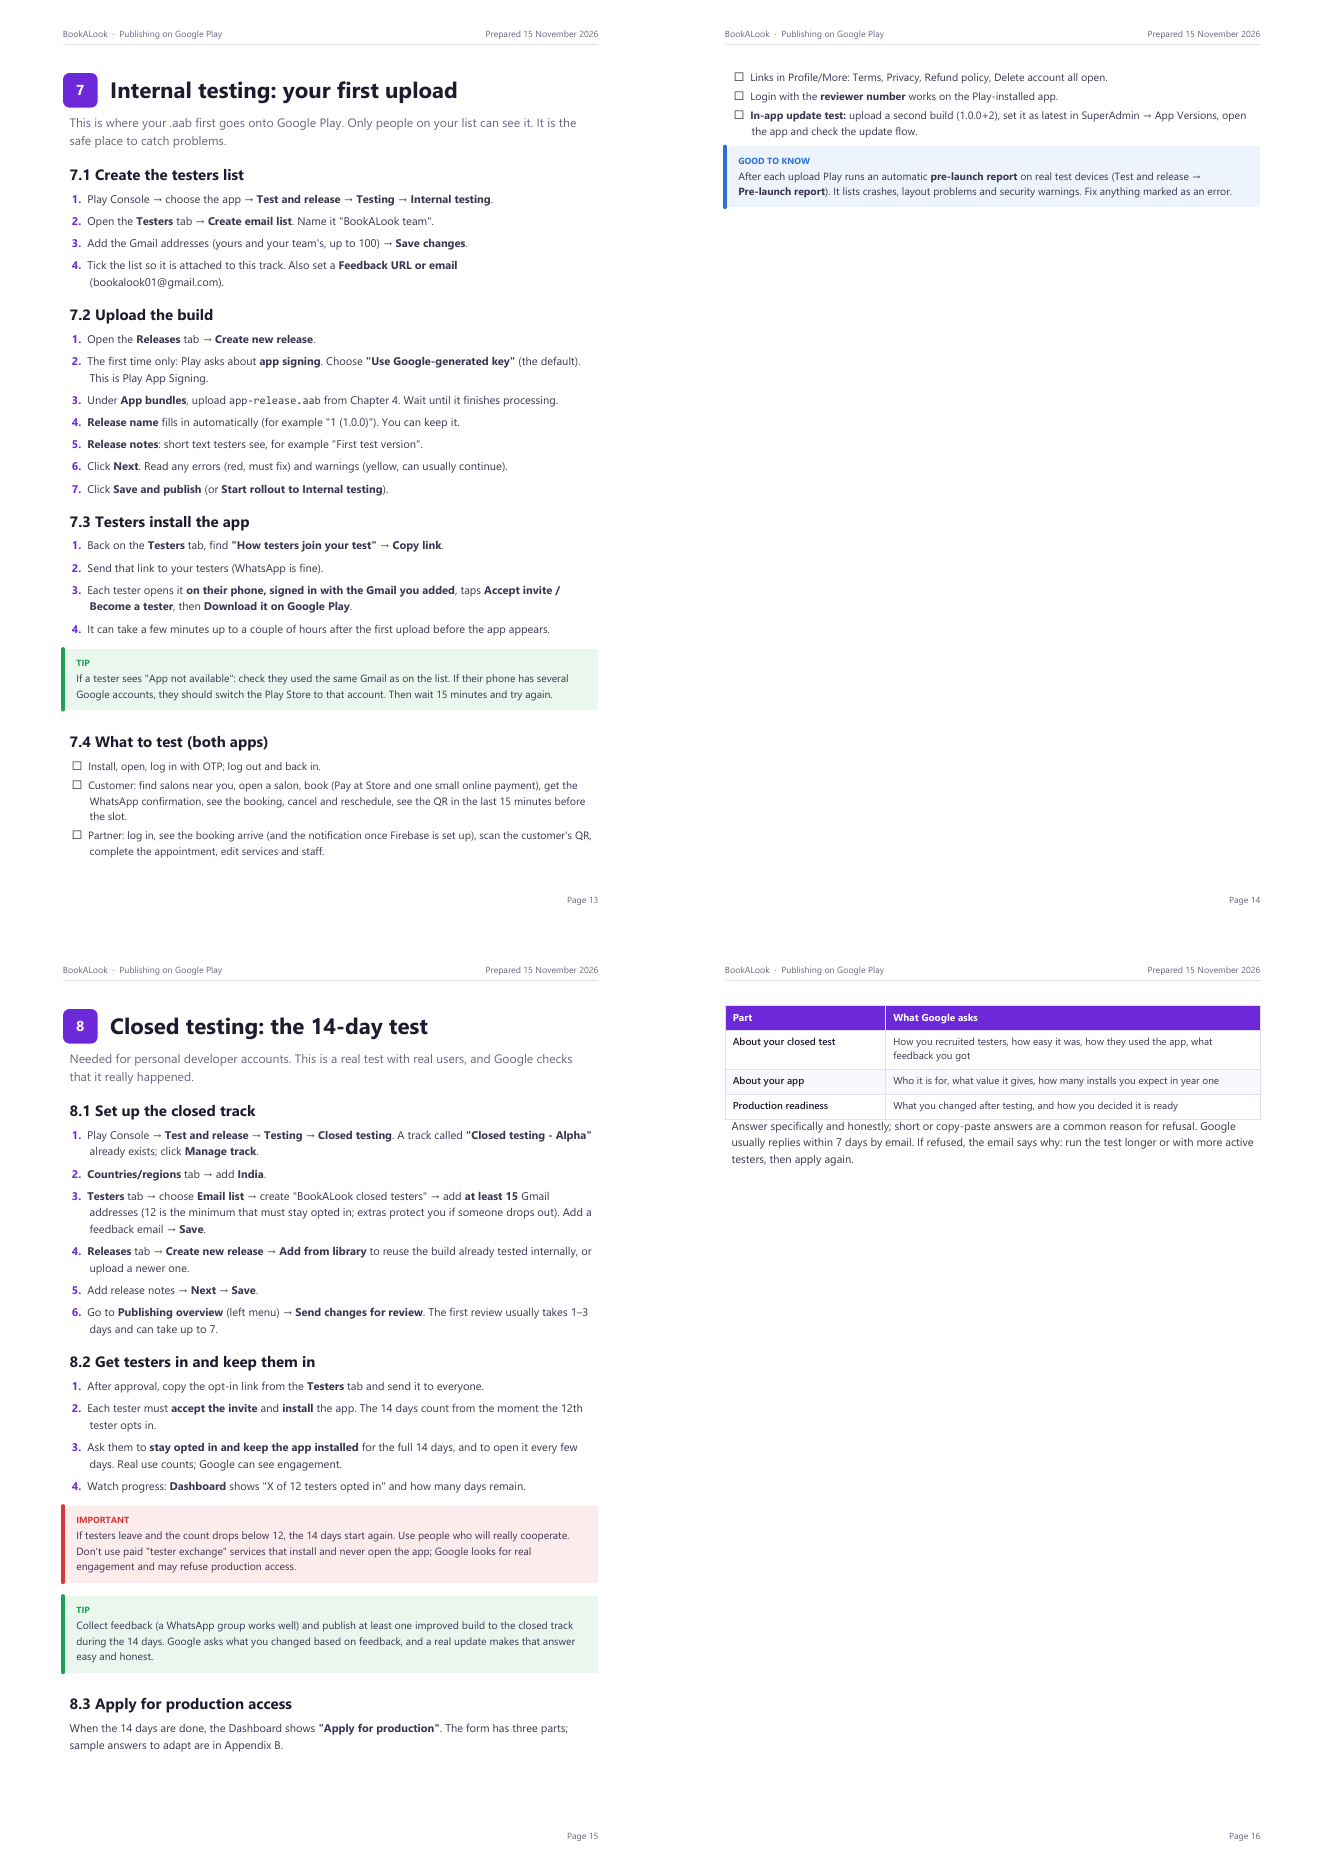 BookALook · Publishing on Google Play
Prepared 15 November 2026
7
Internal testing: your first upload
This is where your .aab first goes onto Google Play. Only people on your list can see it. It is the
safe place to catch problems.
7.1 Create the testers list
1. Play Console → choose the app → Test and release → Testing → Internal testing.
2. Open the Testers tab → Create email list. Name it "BookALook team".
3. Add the Gmail addresses (yours and your team's, up to 100) → Save changes.
4. Tick the list so it is attached to this track. Also set a Feedback URL or email
(bookalook01@gmail.com).
7.2 Upload the build
1. Open the Releases tab → Create new release.
2. The first time only: Play asks about app signing. Choose "Use Google-generated key" (the default).
This is Play App Signing.
3. Under App bundles, upload app-release.aab from Chapter 4. Wait until it finishes processing.
4. Release name fills in automatically (for example "1 (1.0.0)"). You can keep it.
5. Release notes: short text testers see, for example "First test version".
6. Click Next. Read any errors (red, must fix) and warnings (yellow, can usually continue).
7. Click Save and publish (or Start rollout to Internal testing).
7.3 Testers install the app
1. Back on the Testers tab, find "How testers join your test" → Copy link.
2. Send that link to your testers (WhatsApp is fine).
3. Each tester opens it on their phone, signed in with the Gmail you added, taps Accept invite /
Become a tester, then Download it on Google Play.
4. It can take a few minutes up to a couple of hours after the first upload before the app appears.
TIP
If a tester sees "App not available": check they used the same Gmail as on the list. If their phone has several
Google accounts, they should switch the Play Store to that account. Then wait 15 minutes and try again.
7.4 What to test (both apps)
☐ Install, open, log in with OTP; log out and back in.
☐ Customer: find salons near you, open a salon, book (Pay at Store and one small online payment), get the
WhatsApp confirmation, see the booking, cancel and reschedule, see the QR in the last 15 minutes before
the slot.
☐ Partner: log in, see the booking arrive (and the notification once Firebase is set up), scan the customer's QR,
complete the appointment, edit services and staff.
Page 13
BookALook · Publishing on Google Play
Prepared 15 November 2026
☐ Links in Profile/More: Terms, Privacy, Refund policy, Delete account all open.
☐ Login with the reviewer number works on the Play-installed app.
☐ In-app update test: upload a second build (1.0.0+2), set it as latest in SuperAdmin → App Versions, open
the app and check the update flow.
GOOD TO KNOW
After each upload Play runs an automatic pre-launch report on real test devices (Test and release →
Pre-launch report). It lists crashes, layout problems and security warnings. Fix anything marked as an error.
Page 14
BookALook · Publishing on Google Play
Prepared 15 November 2026
8
Closed testing: the 14-day test
Needed for personal developer accounts. This is a real test with real users, and Google checks
that it really happened.
8.1 Set up the closed track
1. Play Console → Test and release → Testing → Closed testing. A track called "Closed testing - Alpha"
already exists; click Manage track.
2. Countries/regions tab → add India.
3. Testers tab → choose Email list → create "BookALook closed testers" → add at least 15 Gmail
addresses (12 is the minimum that must stay opted in; extras protect you if someone drops out). Add a
feedback email → Save.
4. Releases tab → Create new release → Add from library to reuse the build already tested internally, or
upload a newer one.
5. Add release notes → Next → Save.
6. Go to Publishing overview (left menu) → Send changes for review. The first review usually takes 1–3
days and can take up to 7.
8.2 Get testers in and keep them in
1. After approval, copy the opt-in link from the Testers tab and send it to everyone.
2. Each tester must accept the invite and install the app. The 14 days count from the moment the 12th
tester opts in.
3. Ask them to stay opted in and keep the app installed for the full 14 days, and to open it every few
days. Real use counts; Google can see engagement.
4. Watch progress: Dashboard shows "X of 12 testers opted in" and how many days remain.
IMPORTANT
If testers leave and the count drops below 12, the 14 days start again. Use people who will really cooperate.
Don't use paid "tester exchange" services that install and never open the app; Google looks for real
engagement and may refuse production access.
TIP
Collect feedback (a WhatsApp group works well) and publish at least one improved build to the closed track
during the 14 days. Google asks what you changed based on feedback, and a real update makes that answer
easy and honest.
8.3 Apply for production access
When the 14 days are done, the Dashboard shows "Apply for production". The form has three parts;
sample answers to adapt are in Appendix B.
Page 15
BookALook · Publishing on Google Play
Prepared 15 November 2026
Part
What Google asks
About your closed test
How you recruited testers, how easy it was, how they used the app, what
feedback you got
About your app
Who it is for, what value it gives, how many installs you expect in year one
Production readiness
What you changed after testing, and how you decided it is ready
Answer specifically and honestly; short or copy-paste answers are a common reason for refusal. Google
usually replies within 7 days by email. If refused, the email says why: run the test longer or with more active
testers, then apply again.
Page 16